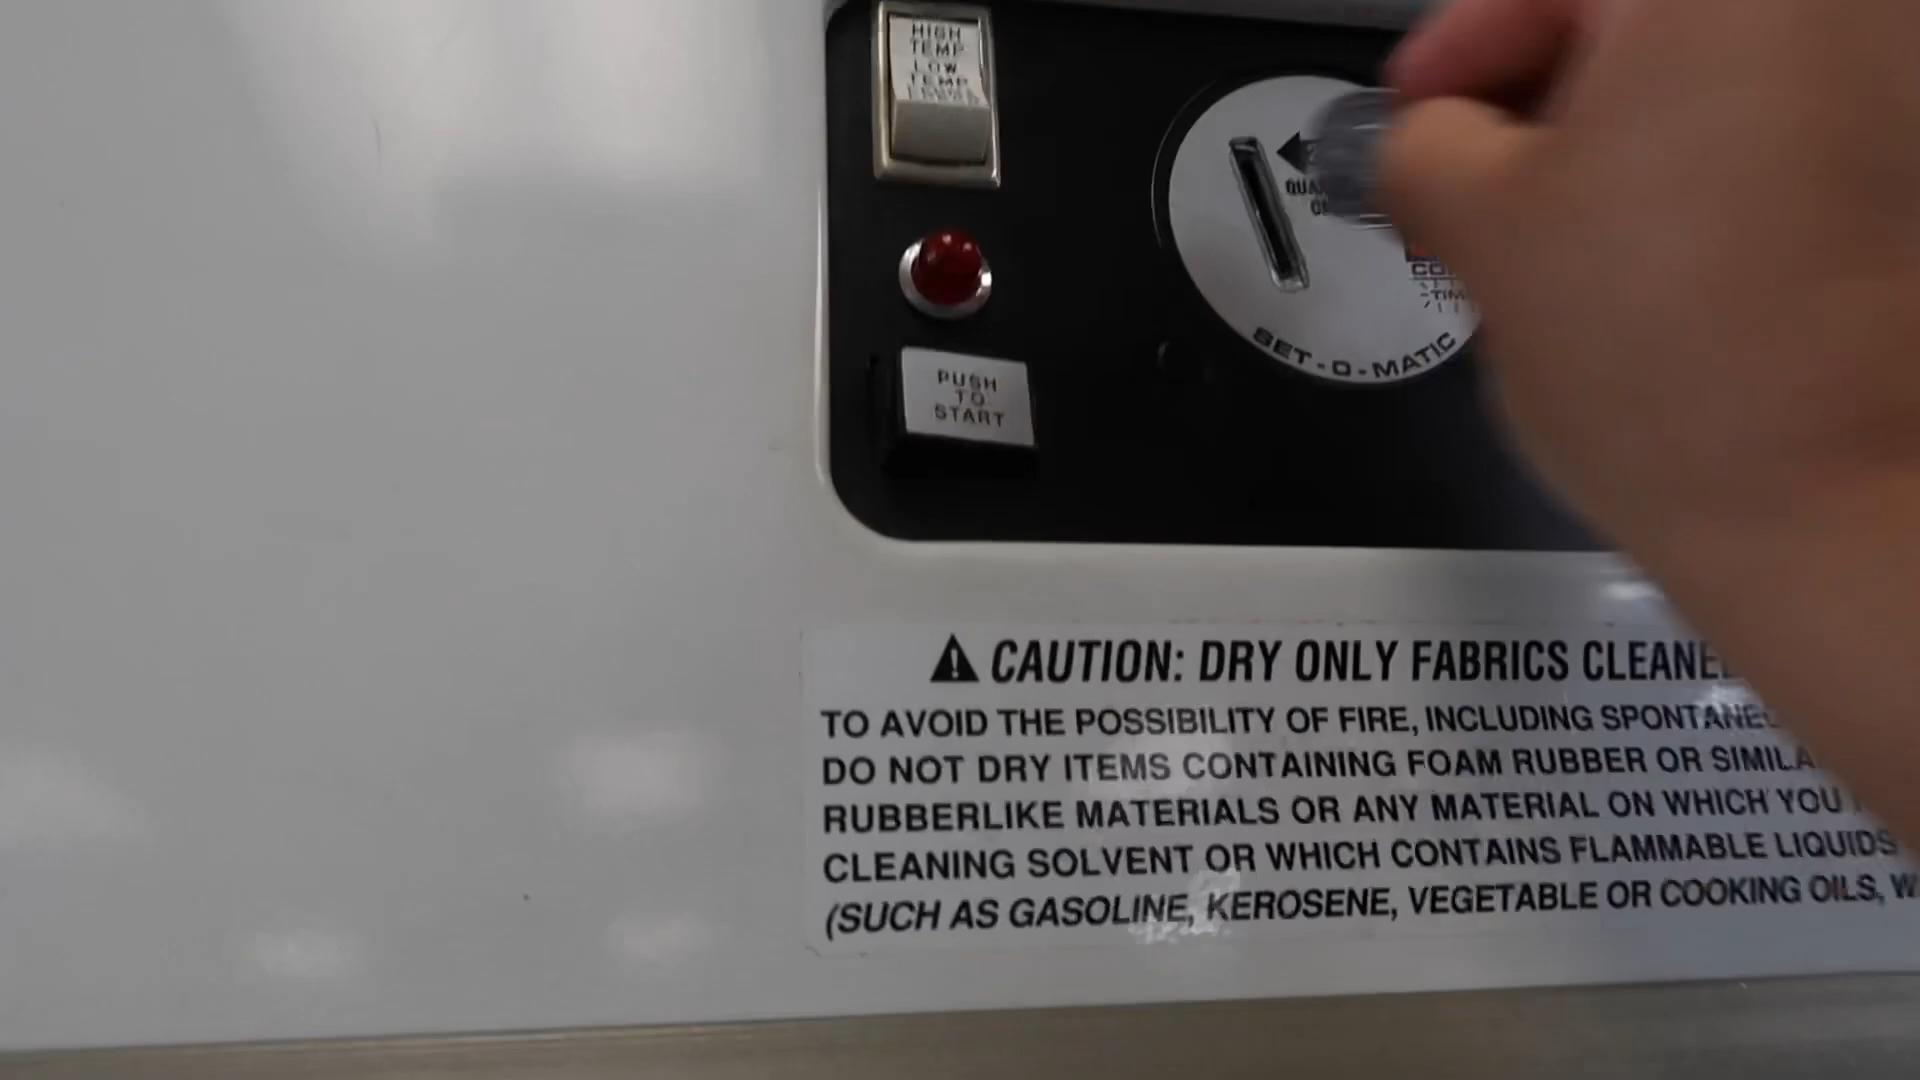 HIGH
TEMP
LOW
TEMP
SET-O-MATIC
PUSH
TO
START
CAUTION: DRY ONLY FABRICS
TO AVOID THE POSSIBILITY OF FIRE, INCLUDING
DO NOT DRY ITEMS CONTAINING FOAM RUBBER OR
RUBBERLIKE MATERIALS OR ANY MATERIAL ON WHICH YOU
CLEANING SOLVENT OR WHICH CONTAINS FLAMMABLE LIQUIDS
(SUCH AS GASOLINE, KEROSENE, VEGETABLE OR COOKING OILS,